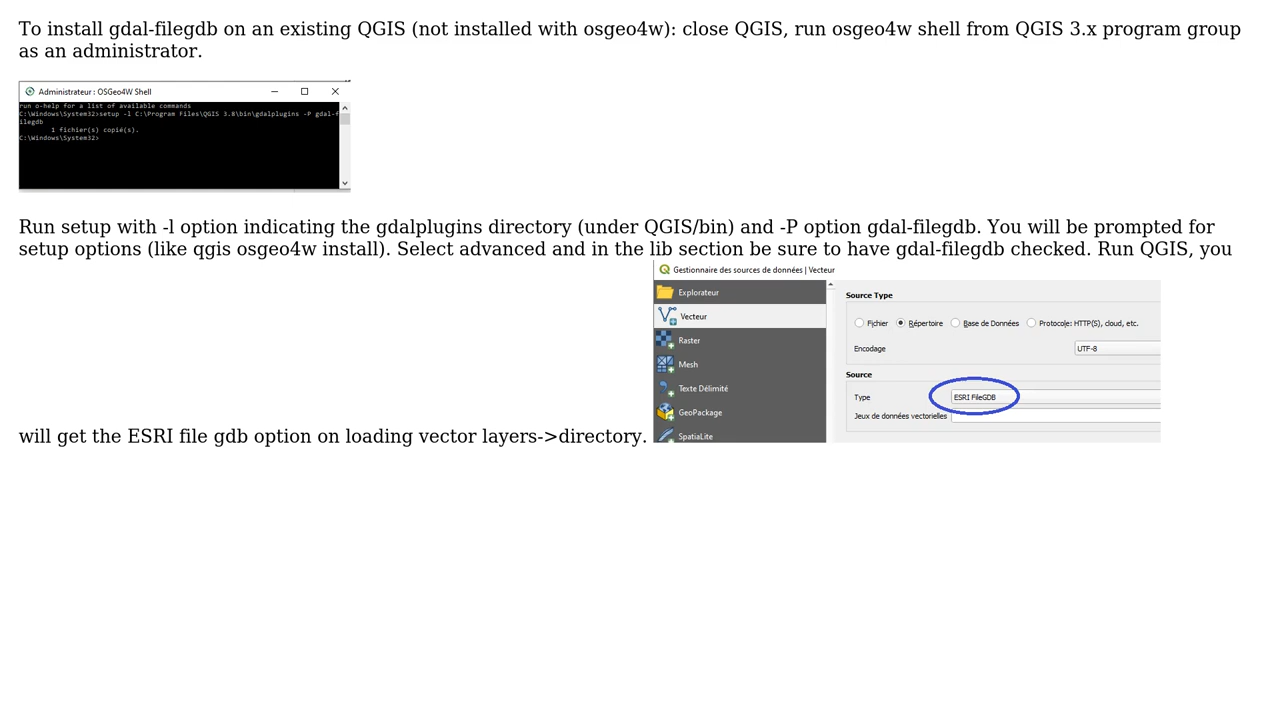 To install gdal-filegdb on an existing QGIS (not installed with osgeo4w): close QGIS, run osgeo4w shell from QGIS 3.x program group
as an administrator.
Administrateur : OSGeo4W Shell
run o-help for a list of available commands
C:\Windows\System32>setup -l C:\Program Files\QGIS 3.8\bin\gdalplugins -P gdal-f
ilegdb
1 fichier(s) copié(s).
C:\Windows\System32>
Run setup with -l option indicating the gdalplugins directory (under QGIS/bin) and -P option gdal-filegdb. You will be prompted for
setup options (like qgis osgeo4w install). Select advanced and in the lib section be sure to have gdal-filegdb checked. Run QGIS, you
will get the ESRI file gdb option on loading vector layers->directory.
Gestionnaire des sources de données | Vecteur
Explorateur
Vecteur
Raster
Mesh
Texte Délimité
GeoPackage
SpatiaLite
Source Type
Fichier Répertoire Base de Données Protocole: HTTP(S), cloud, etc.
Encodage UTF-8
Source
Type ESRI FileGDB
Jeux de données vectorielles